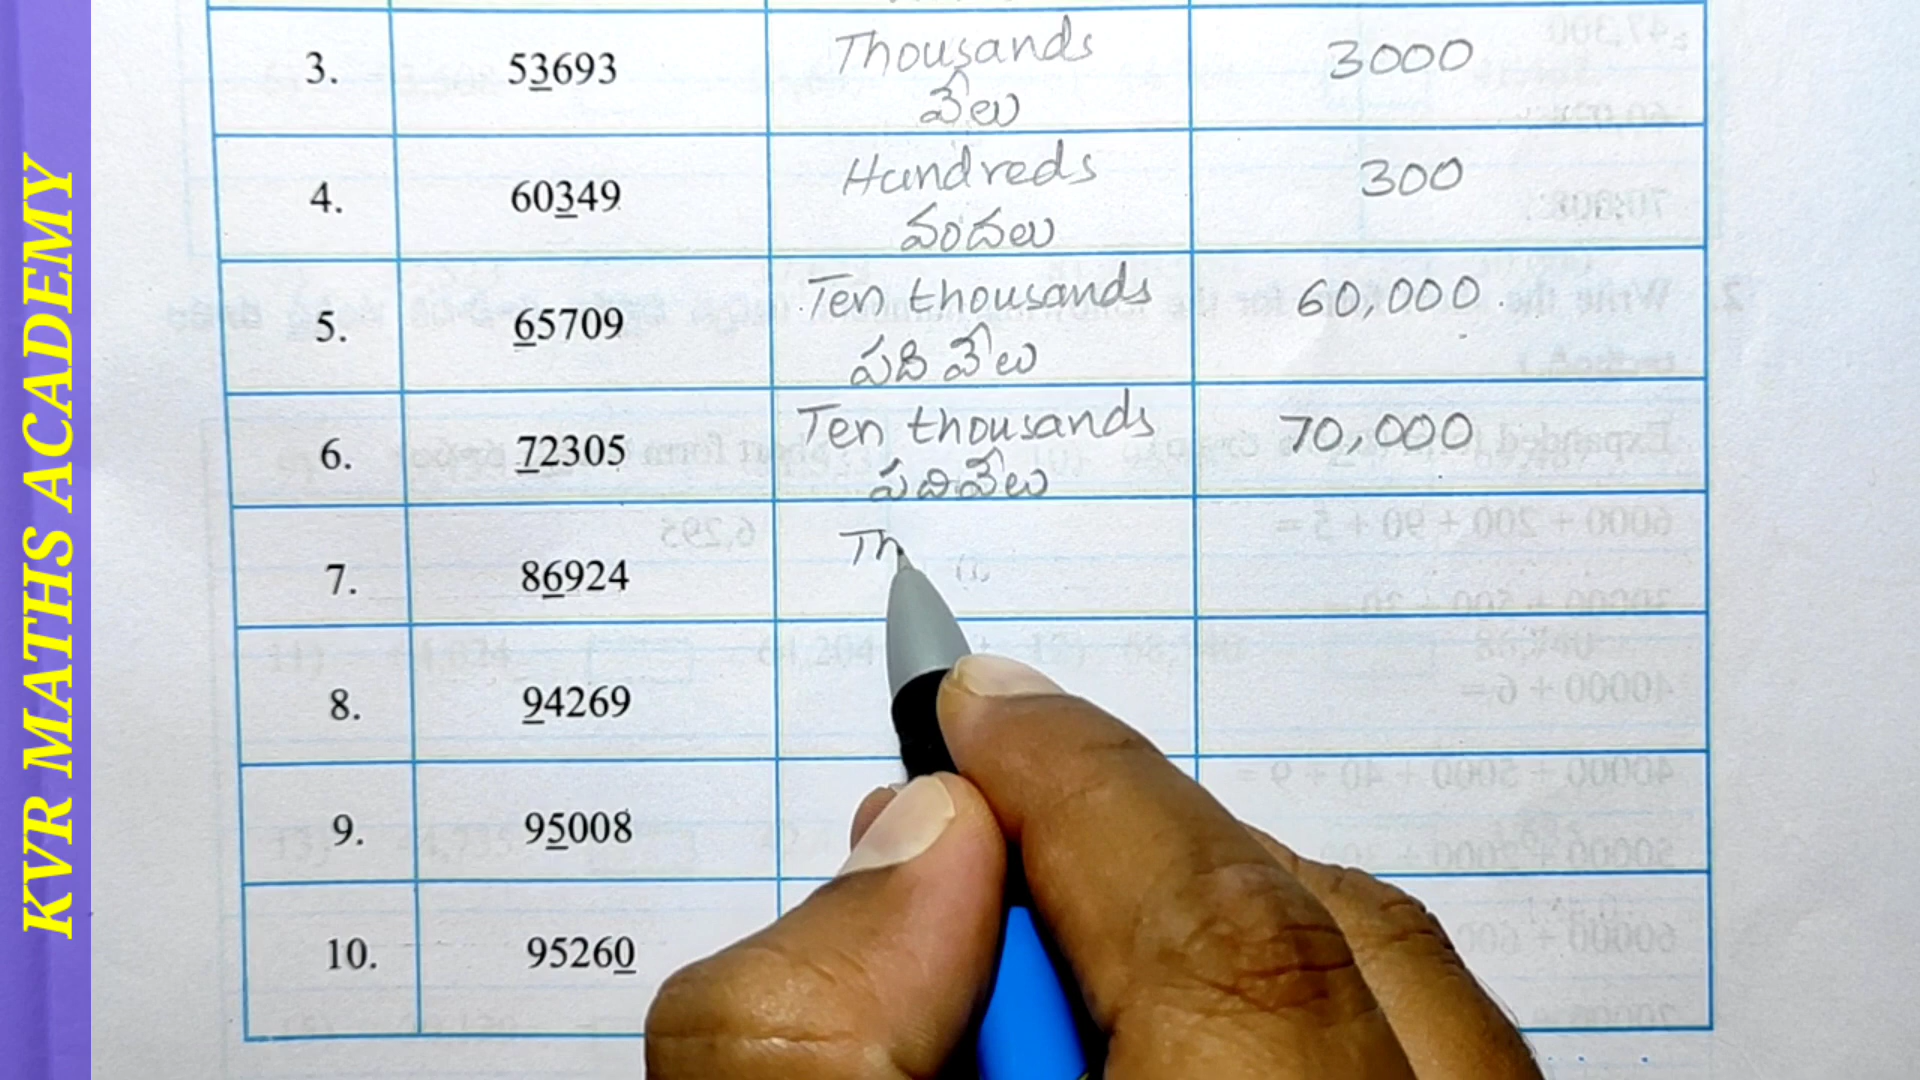 KVR MATHS ACADEMY
3. 53693 Thousands 3000
వేలు
4. 60349 Hundreds 300
వందలు
5. 65709 Ten thousands 60,000
పది వేలు
6. 72305 Ten thousands 70,000
పదివేలు
7. 86924 Th
8. 94269
9. 95008
10. 95260